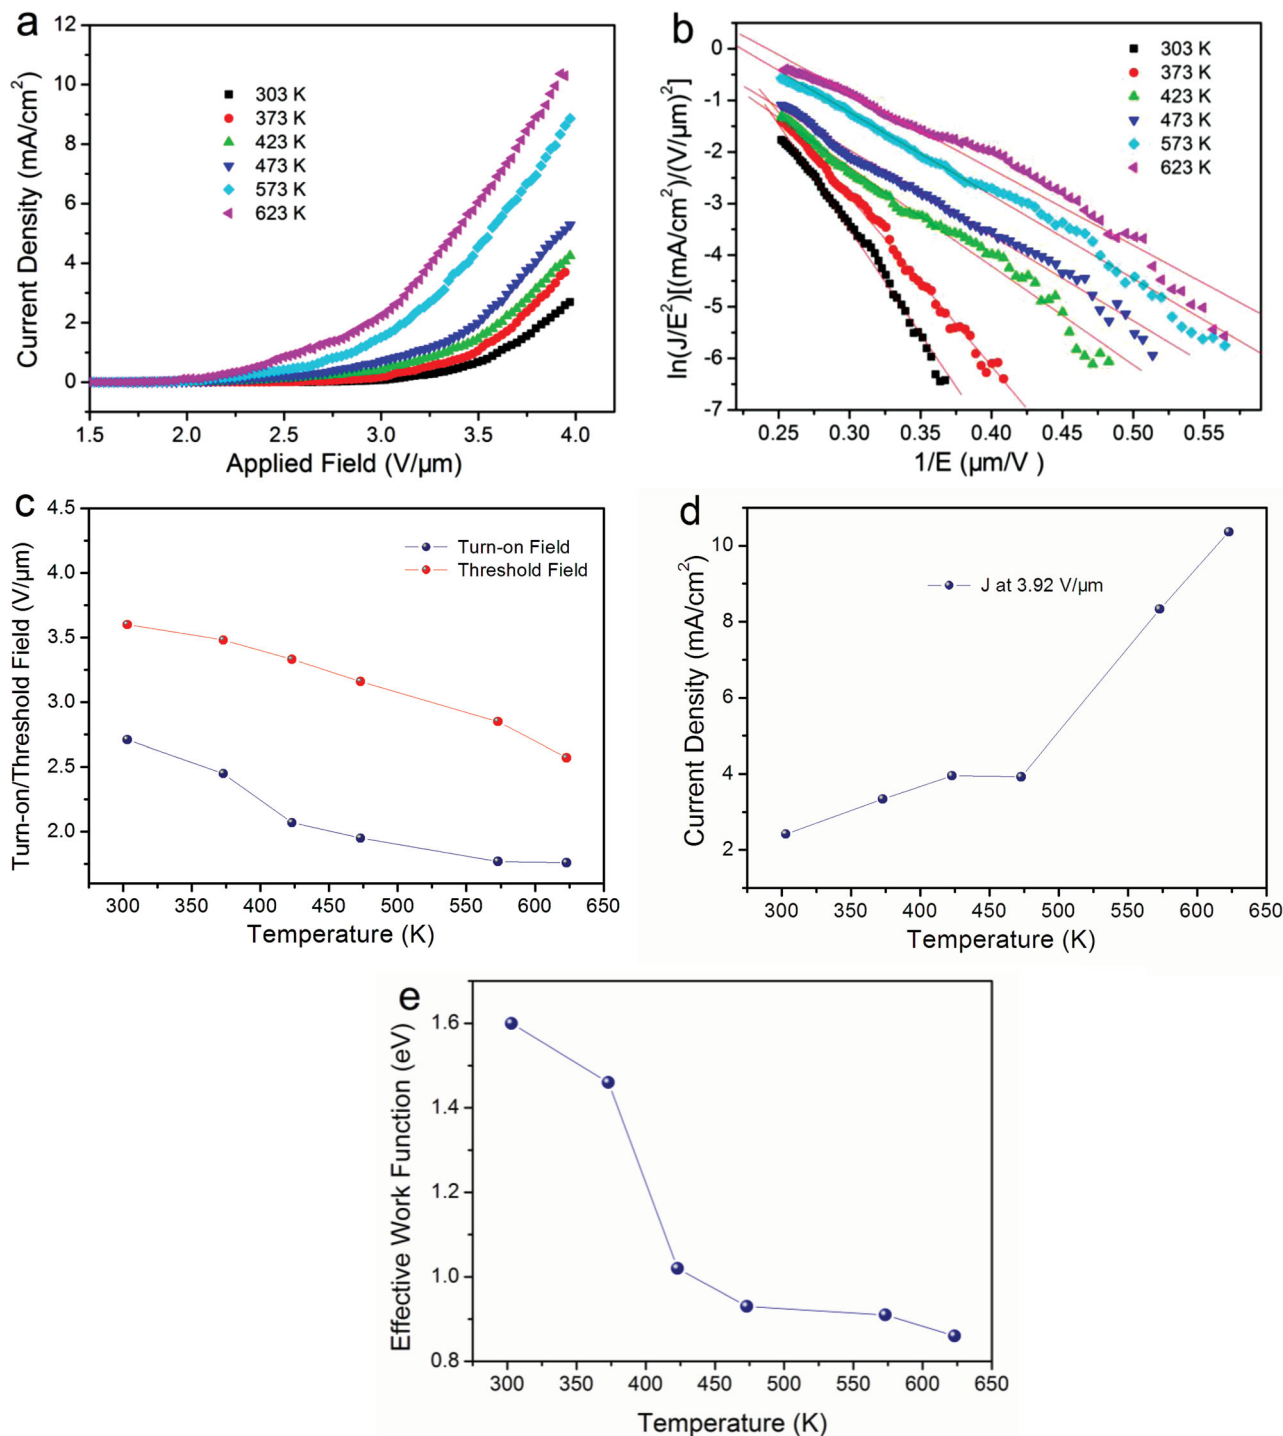 a
Current Density (mA/cm²)
12
10
8
6
4
2
0
303 K
373 K
423 K
473 K
573 K
623 K
1.5 2.0 2.5 3.0 3.5 4.0
Applied Field (V/µm)
b
ln(J/E²)[(mA/cm²)/(V/µm)²]
0
-1
-2
-3
-4
-5
-6
-7
303 K
373 K
423 K
473 K
573 K
623 K
0.25 0.30 0.35 0.40 0.45 0.50 0.55
1/E (µm/V )
c
Turn-on/Threshold Field (V/µm)
4.5
4.0
3.5
3.0
2.5
2.0
Turn-on Field
Threshold Field
300 350 400 450 500 550 600 650
Temperature (K)
d
Current Density (mA/cm²)
10
8
6
4
2
J at 3.92 V/µm
300 350 400 450 500 550 600 650
Temperature (K)
e
Effective Work Function (eV)
1.6
1.4
1.2
1.0
0.8
300 350 400 450 500 550 600 650
Temperature (K)